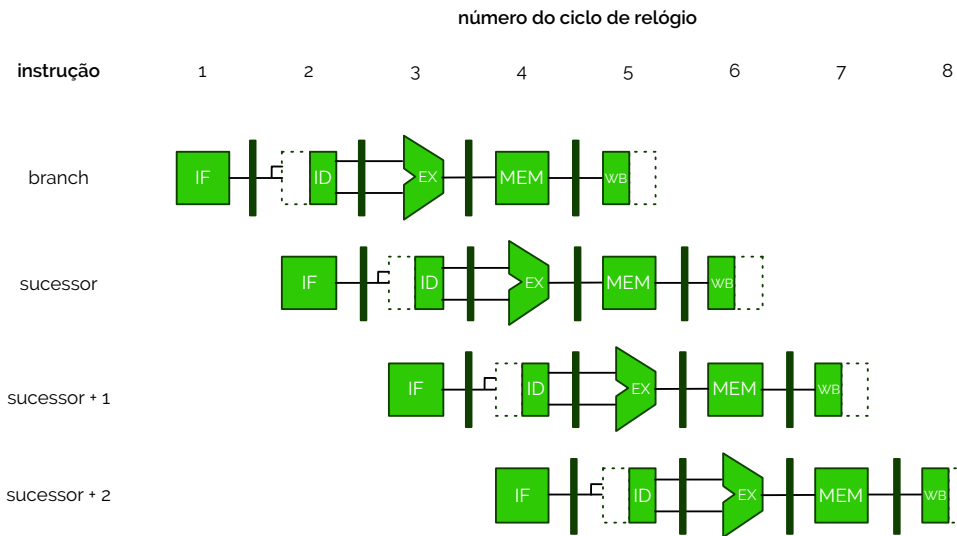 número do ciclo de relógio
instrução 1 2 3 4 5 6 7 8
branch IF ID EX MEM WB
sucessor IF ID EX MEM WB
sucessor + 1 IF ID EX MEM WB
sucessor + 2 IF ID EX MEM WB